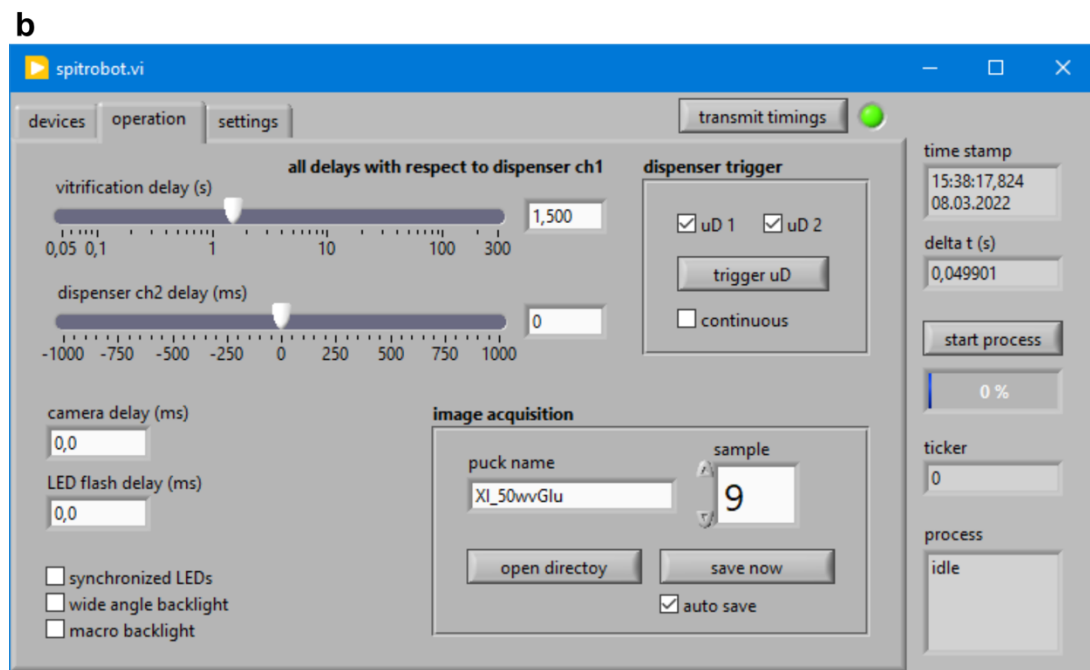 b
spitrobot.vi
devices
operation
settings
transmit timings
all delays with respect to dispenser ch1
vitrification delay (s)
1,500
0,05 0,1 1 10 100 300
dispenser ch2 delay (ms)
0
-1000 -750 -500 -250 0 250 500 750 1000
dispenser trigger
uD 1
uD 2
trigger uD
continuous
camera delay (ms)
0,0
LED flash delay (ms)
0,0
synchronized LEDs
wide angle backlight
macro backlight
image acquisition
puck name
XI_50wvGlu
sample
9
open directoy
save now
auto save
time stamp
15:38:17,824
08.03.2022
delta t (s)
0,049901
start process
0 %
ticker
0
process
idle